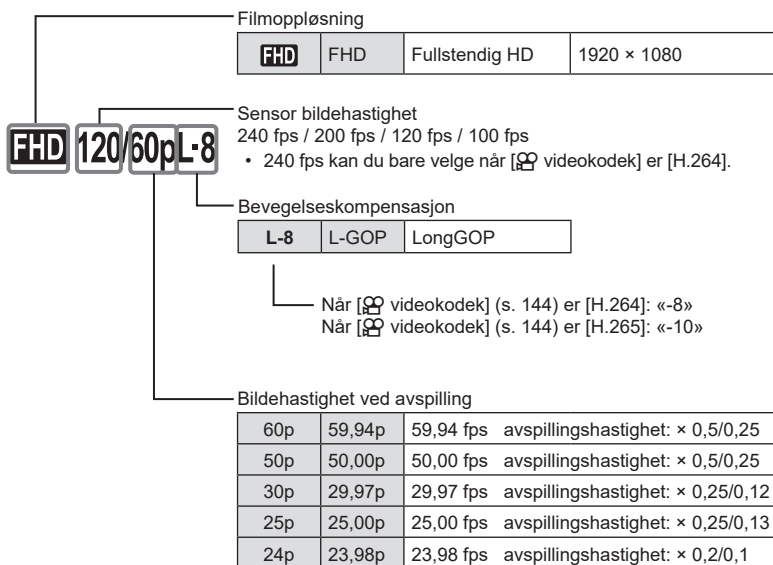 Filmoppløsning
FHD FHD Fullstendig HD 1920 × 1080
FHD 120/60pL-8
Sensor bildehastighet
240 fps / 200 fps / 120 fps / 100 fps
• 240 fps kan du bare velge når [ videokodek] er [H.264].
Bevegelseskompensasjon
L-8 L-GOP LongGOP
Når [ videokodek] (s. 144) er [H.264]: «-8»
Når [ videokodek] (s. 144) er [H.265]: «-10»
Bildehastighet ved avspilling
60p 59,94p 59,94 fps avspillingshastighet: × 0,5/0,25
50p 50,00p 50,00 fps avspillingshastighet: × 0,5/0,25
30p 29,97p 29,97 fps avspillingshastighet: × 0,25/0,12
25p 25,00p 25,00 fps avspillingshastighet: × 0,25/0,13
24p 23,98p 23,98 fps avspillingshastighet: × 0,2/0,1